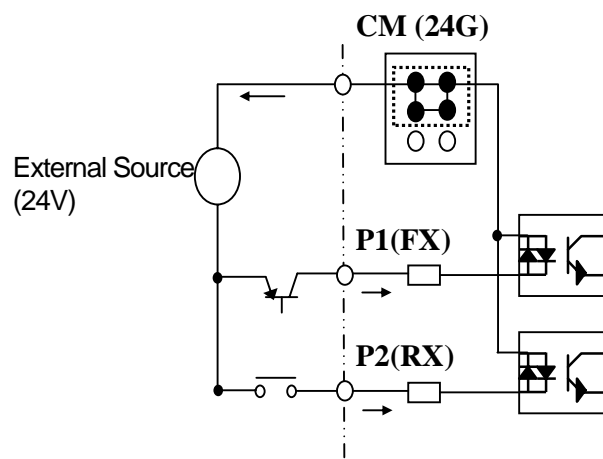 CM (24G)
External Source
(24V)
P1(FX)
P2(RX)